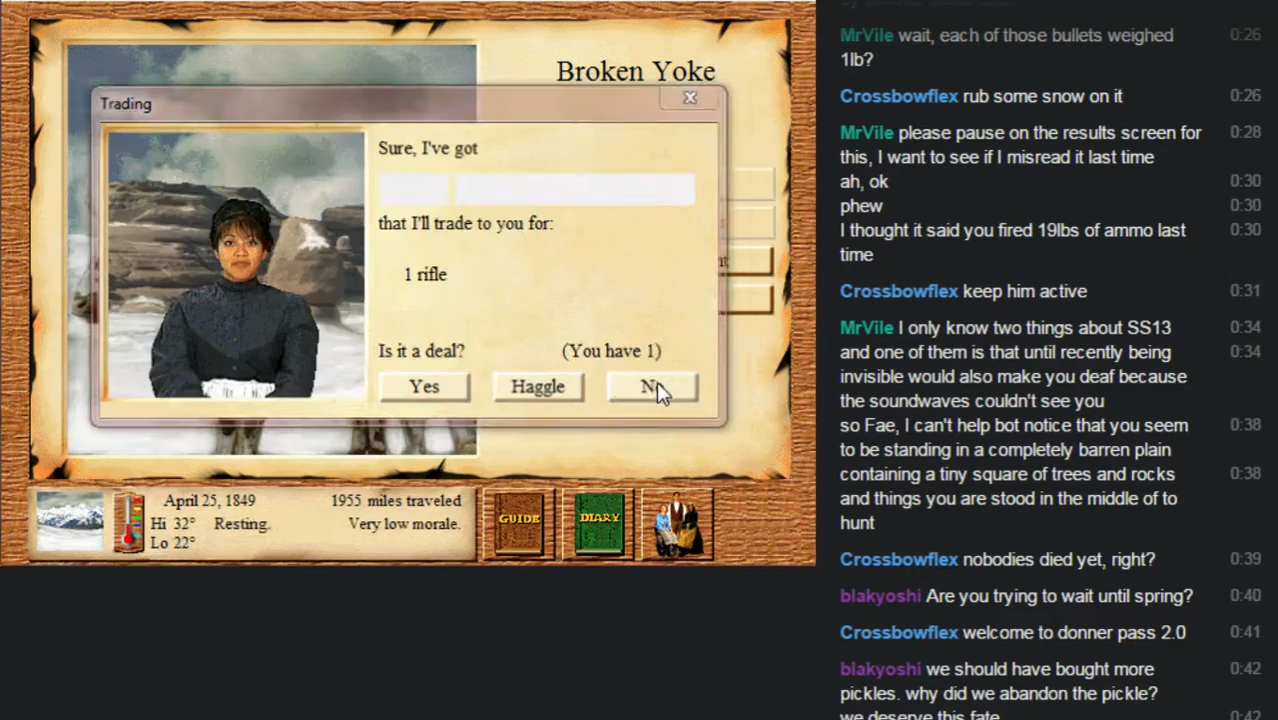 Broken Yoke
Trading
Sure, I've got
that I'll trade to you for:
1 rifle
Is it a deal? (You have 1)
Yes Haggle
April 25, 1849 1955 miles traveled
Hi 32° Resting. Very low morale.
Lo 22°
GUIDE DIARY
MrVile wait, each of those bullets weighed 0:26
1lb?
Crossbowflex rub some snow on it 0:26
MrVile please pause on the results screen for 0:28
this, I want to see if I misread it last time
ah, ok 0:30
phew 0:30
I thought it said you fired 19lbs of ammo last 0:30
time
Crossbowflex keep him active 0:31
MrVile I only know two things about SS13 0:34
and one of them is that until recently being 0:34
invisible would also make you deaf because
the soundwaves couldn't see you
so Fae, I can't help bot notice that you seem 0:38
to be standing in a completely barren plain
containing a tiny square of trees and rocks 0:38
and things you are stood in the middle of to
hunt
Crossbowflex nobodies died yet, right? 0:39
blakyoshi Are you trying to wait until spring? 0:40
Crossbowflex welcome to donner pass 2.0 0:41
blakyoshi we should have bought more 0:42
pickles. why did we abandon the pickle?
we deserve this fate 0:42